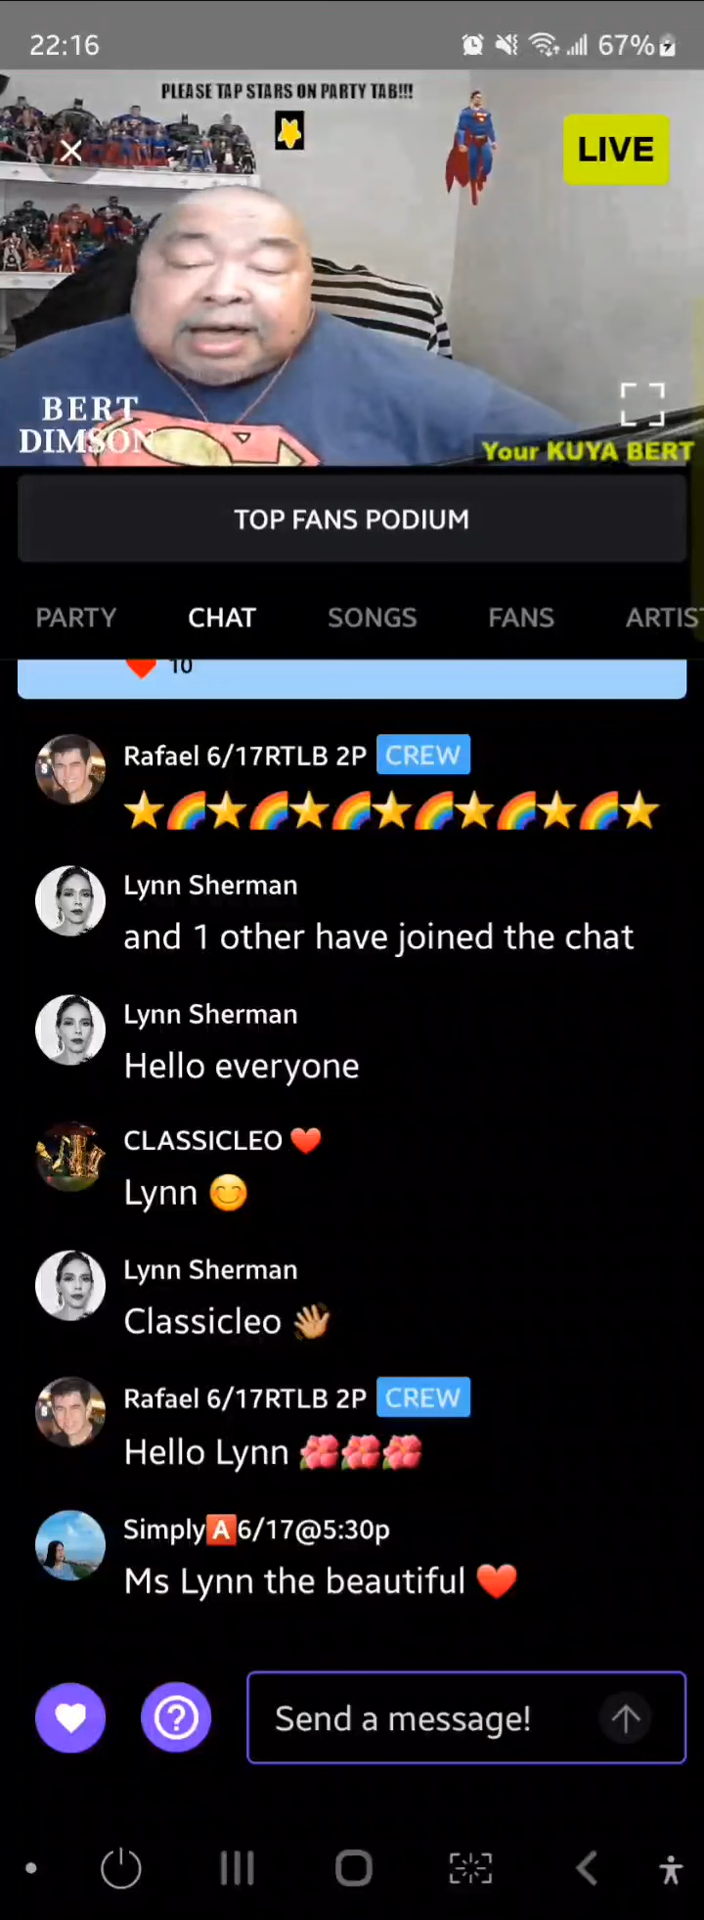 22:16
67%
PLEASE TAP STARS ON PARTY TAB!!!
LIVE
BERT
DIMSON
Your KUYA BERT
TOP FANS PODIUM
PARTY CHAT SONGS FANS ARTIS
❤️ 10
Rafael 6/17RTLB 2P CREW
⭐🌈⭐🌈⭐🌈⭐🌈⭐🌈⭐🌈⭐
Lynn Sherman
and 1 other have joined the chat
Lynn Sherman
Hello everyone
CLASSICLEO ❤️
Lynn 😊
Lynn Sherman
Classicleo 👋🏽
Rafael 6/17RTLB 2P CREW
Hello Lynn 🌺🌺🌺
Simply🅰️6/17@5:30p
Ms Lynn the beautiful ❤️
Send a message!